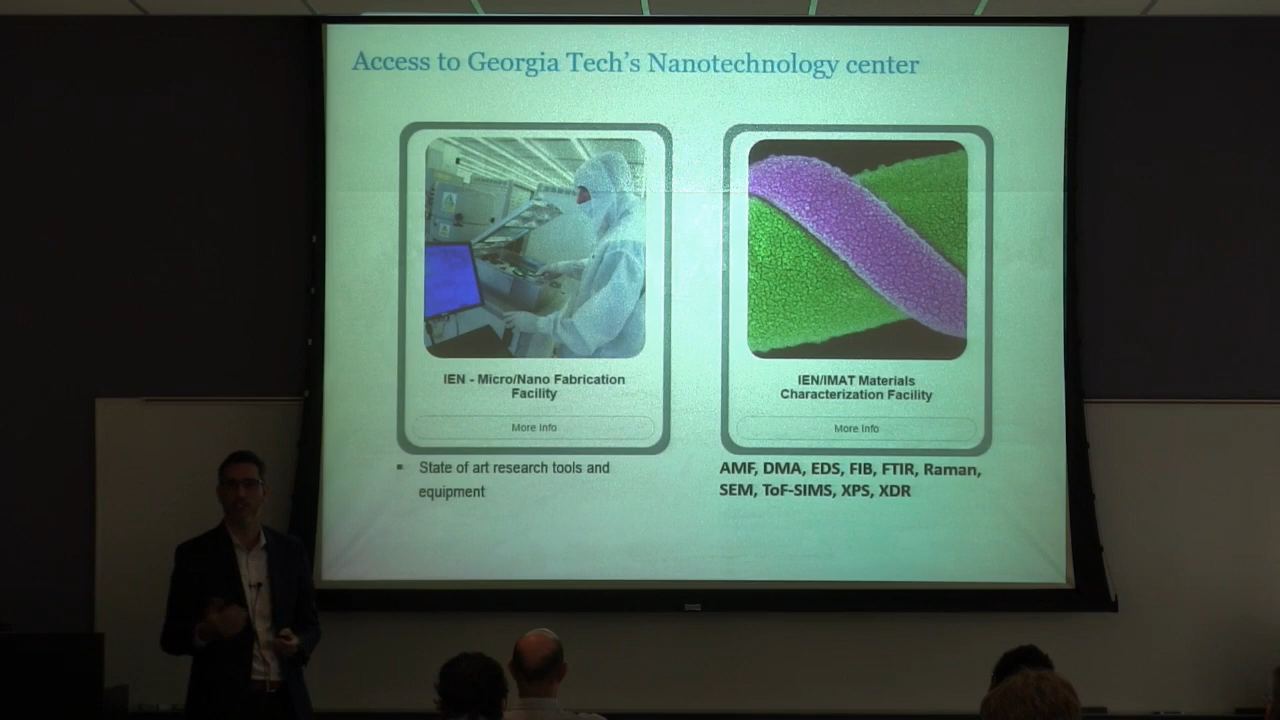 Access to Georgia Tech's Nanotechnology center
IEN - Micro/Nano Fabrication
Facility
More Info
▪ State of art research tools and
equipment
IEN/IMAT Materials
Characterization Facility
More Info
AMF, DMA, EDS, FIB, FTIR, Raman,
SEM, ToF-SIMS, XPS, XDR